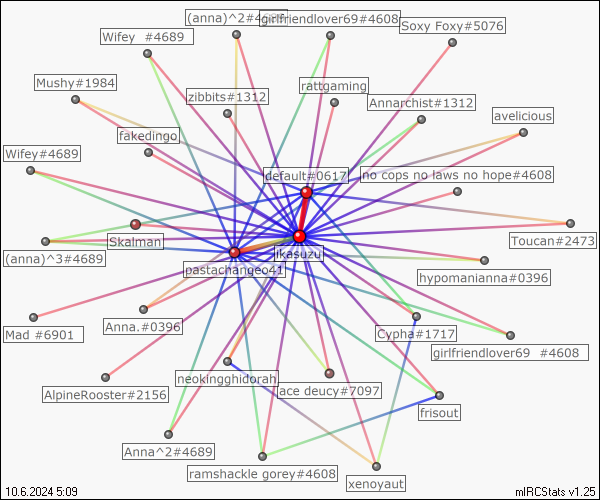 (anna)^2#4689
girlfriendlover69#4608
Soxy Foxy#5076
Wifey #4689
Mushy#1984
zibbits#1312
rattgaming
Annarchist#1312
avelicious
fakedingo
Wifey#4689
default#0617
no cops no laws no hope#4608
Skalman
ikasuzu
Toucan#2473
(anna)^3#4689
pastachangeo41
hypomanianna#0396
Mad #6901
Anna.#0396
Cypha#1717
girlfriendlover69 #4608
AlpineRooster#2156
neokingghidorah
ace deucy#7097
frisout
Anna^2#4689
ramshackle gorey#4608
xenoyaut
10.6.2024 5:09
mIRCStats v1.25